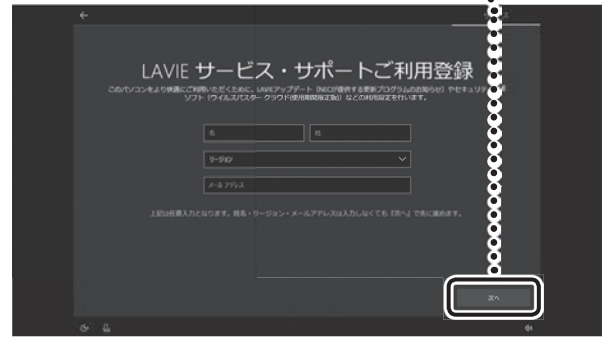 LAVIE サービス・サポートご利用登録
このパソコンをより快適にご利用いただくために、LAVIEアップデート（NECが提供する更新プログラムのお知らせ）やセキュリティ
ソフト（ウイルスバスター クラウド(使用期間限定版)）などの利用設定を行います。
名
姓
リージョン
メール アドレス
上記は任意入力となります。姓名・リージョン・メールアドレスは入力しなくても『次へ』で先に進めます。
次へ